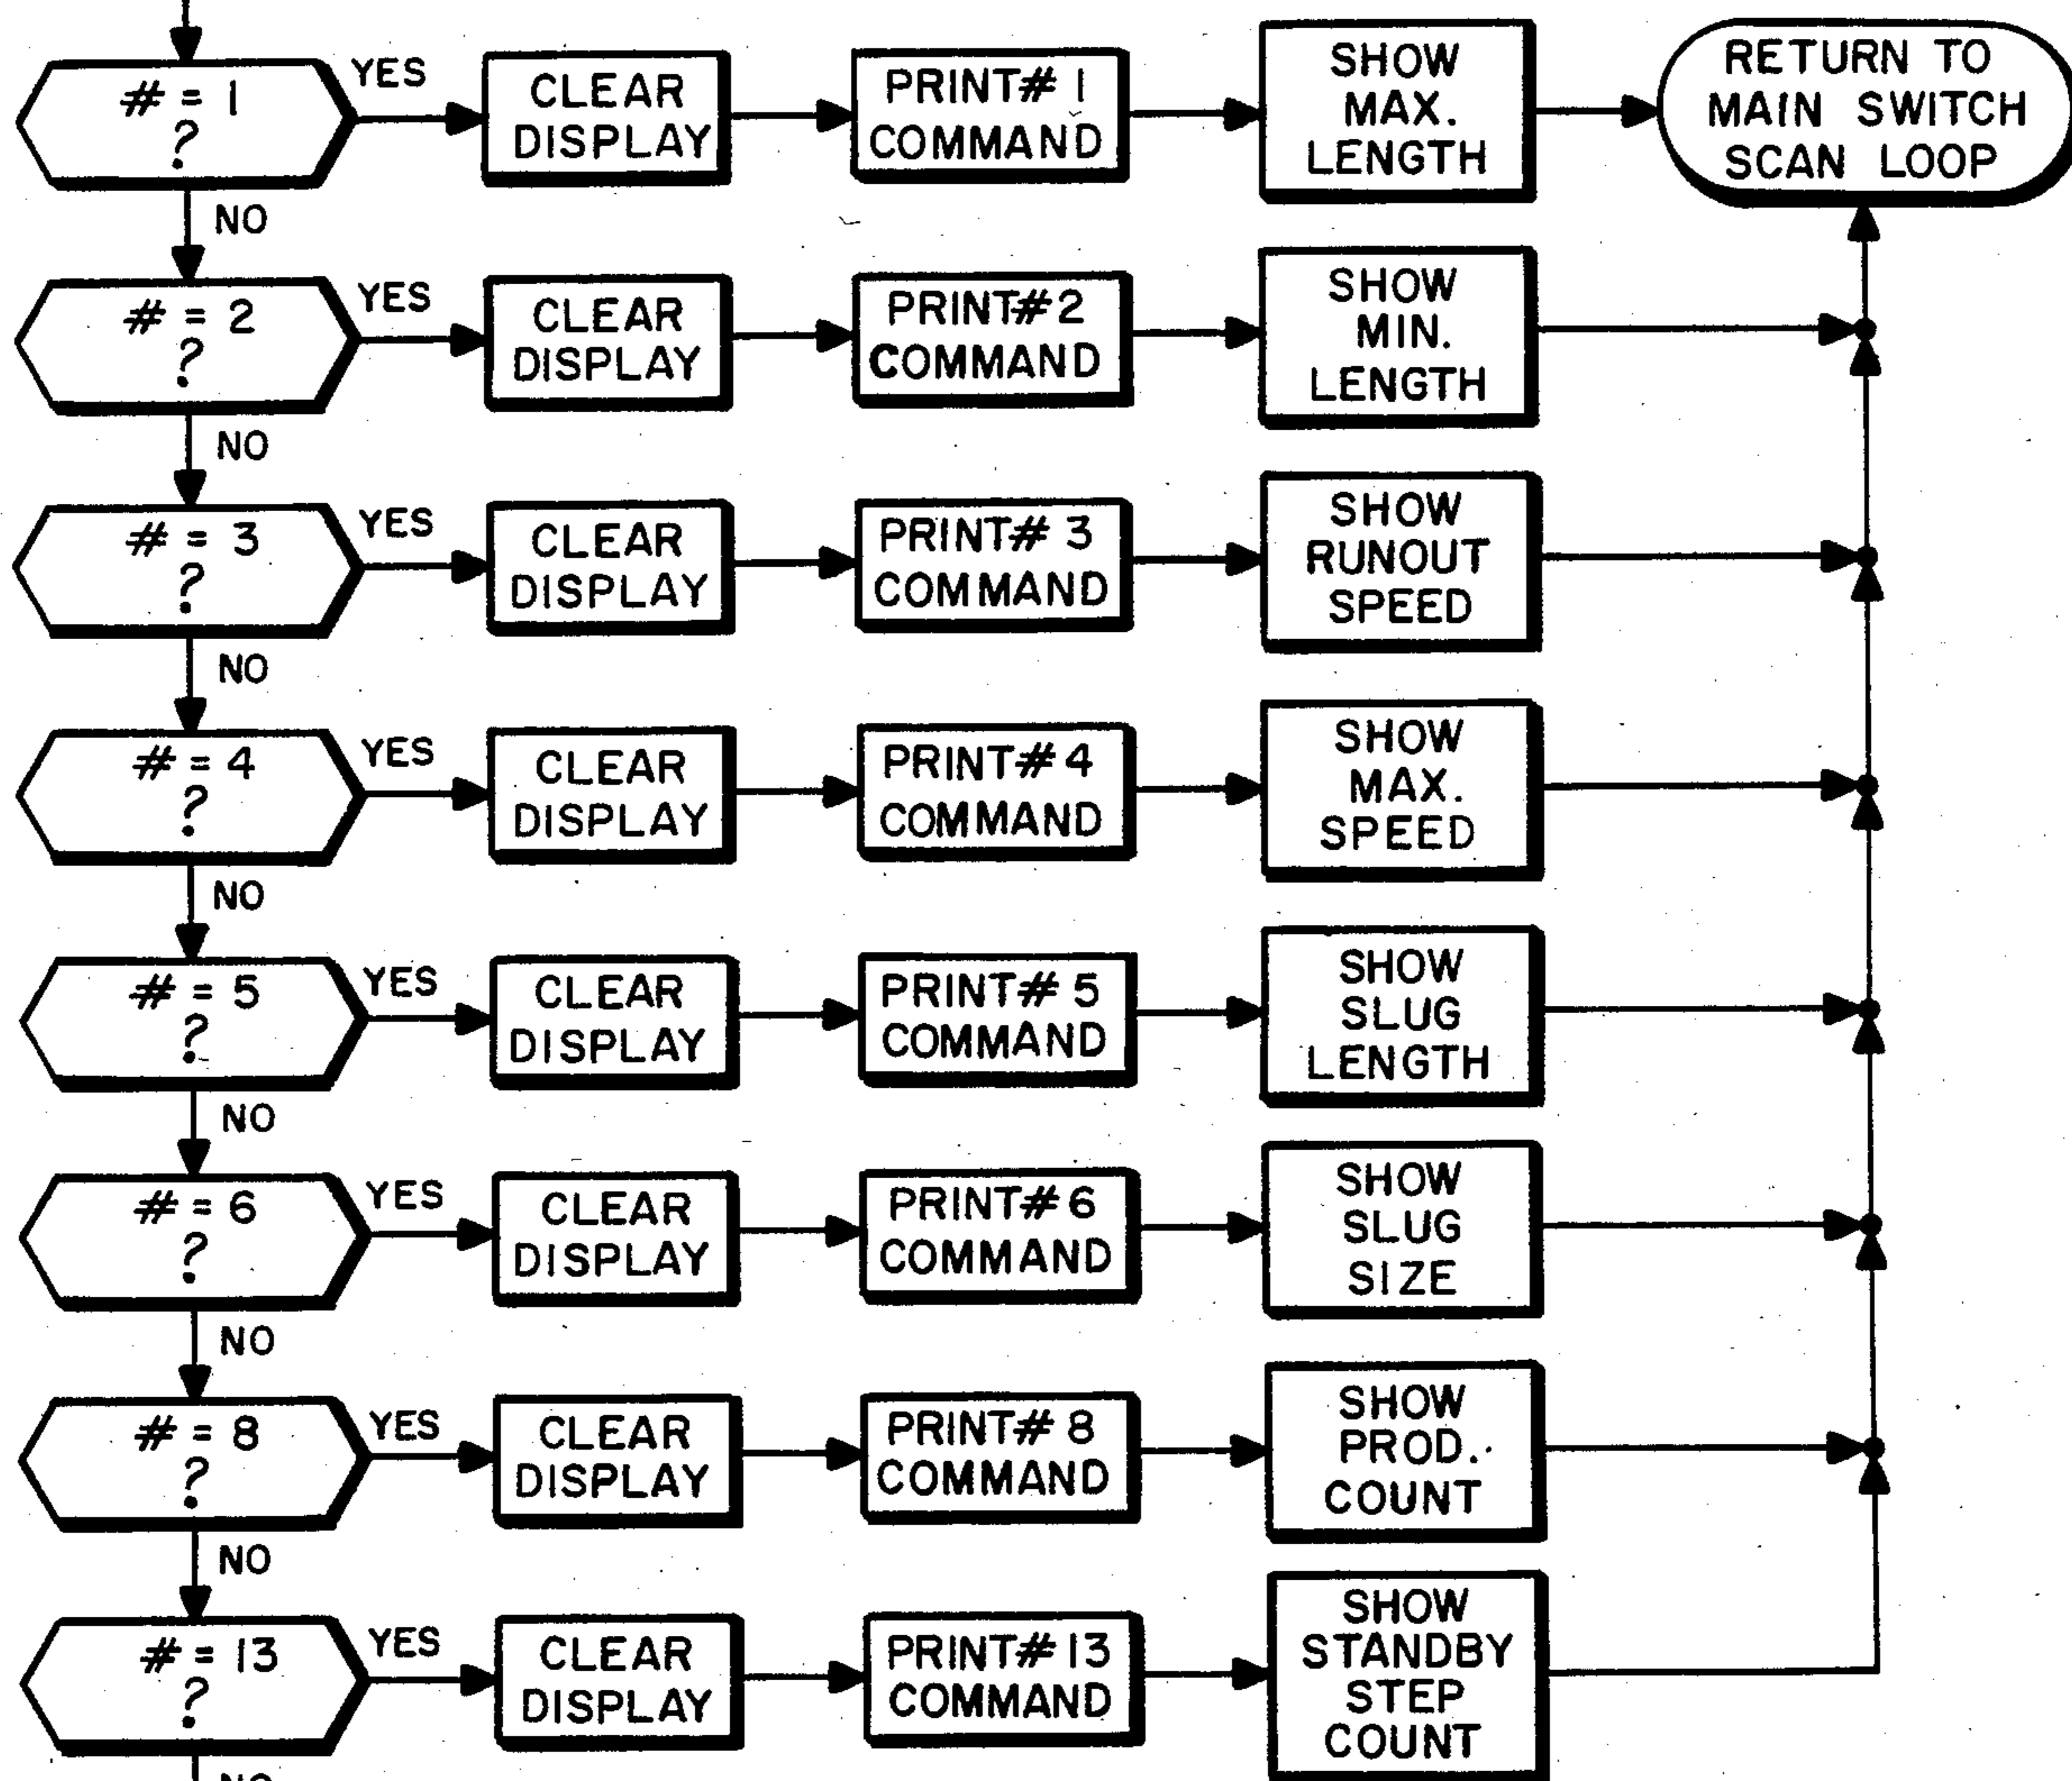 # = 1
?
YES
CLEAR
DISPLAY
PRINT# 1
COMMAND
SHOW
MAX.
LENGTH
RETURN TO
MAIN SWITCH
SCAN LOOP
NO
# = 2
?
YES
CLEAR
DISPLAY
PRINT# 2
COMMAND
SHOW
MIN.
LENGTH
NO
# = 3
?
YES
CLEAR
DISPLAY
PRINT# 3
COMMAND
SHOW
RUNOUT
SPEED
NO
# = 4
?
YES
CLEAR
DISPLAY
PRINT# 4
COMMAND
SHOW
MAX.
SPEED
NO
# = 5
?
YES
CLEAR
DISPLAY
PRINT# 5
COMMAND
SHOW
SLUG
LENGTH
NO
# = 6
?
YES
CLEAR
DISPLAY
PRINT# 6
COMMAND
SHOW
SLUG
SIZE
NO
# = 8
?
YES
CLEAR
DISPLAY
PRINT# 8
COMMAND
SHOW
PROD.
COUNT
NO
# = 13
?
YES
CLEAR
DISPLAY
PRINT# 13
COMMAND
SHOW
STANDBY
STEP
COUNT
NO